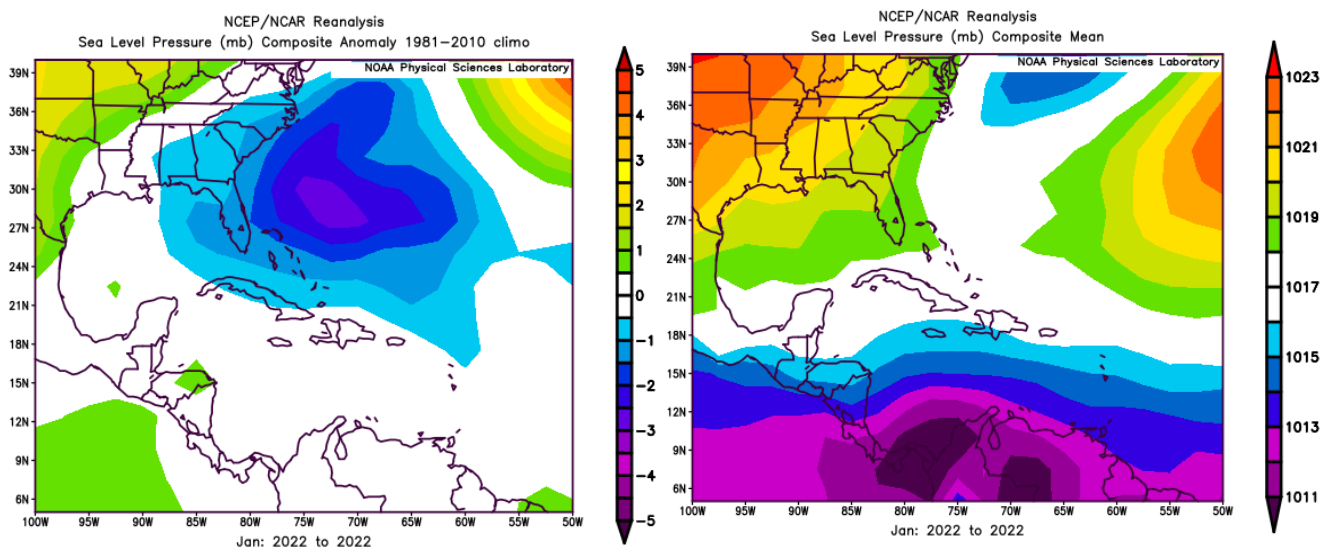 NCEP/NCAR Reanalysis
Sea Level Pressure (mb) Composite Anomaly 1981−2010 climo
NOAA Physical Sciences Laboratory
39N
36N
33N
30N
27N
24N
21N
18N
15N
12N
9N
6N
100W 95W 90W 85W 80W 75W 70W 65W 60W 55W 50W
Jan: 2022 to 2022
5
4
3
2
1
0
−1
−2
−3
−4
−5
NCEP/NCAR Reanalysis
Sea Level Pressure (mb) Composite Mean
NOAA Physical Sciences Laboratory
39N
36N
33N
30N
27N
24N
21N
18N
15N
12N
9N
6N
100W 95W 90W 85W 80W 75W 70W 65W 60W 55W 50W
Jan: 2022 to 2022
1023
1021
1019
1017
1015
1013
1011